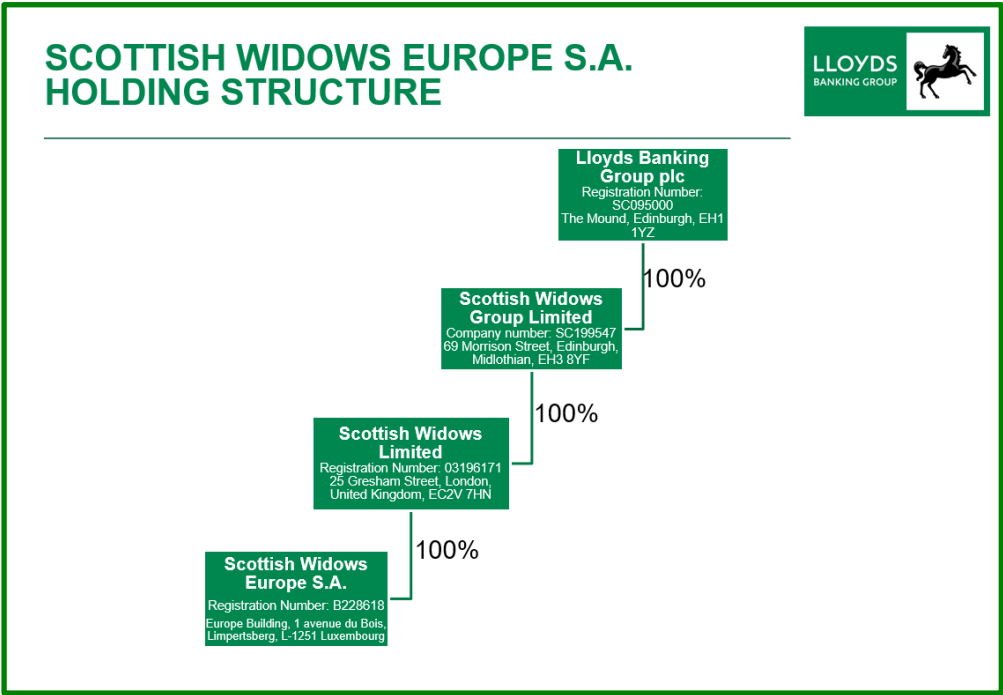 SCOTTISH WIDOWS EUROPE S.A.
HOLDING STRUCTURE
LLOYDS
BANKING GROUP
Lloyds Banking
Group plc
Registration Number:
SC095000
The Mound, Edinburgh, EH1
1YZ
100%
Scottish Widows
Group Limited
Company number: SC199547
69 Morrison Street, Edinburgh,
Midlothian, EH3 8YF
100%
Scottish Widows
Limited
Registration Number: 03196171
25 Gresham Street, London,
United Kingdom, EC2V 7HN
100%
Scottish Widows
Europe S.A.
Registration Number: B228618
Europe Building, 1 avenue du Bois,
Limpertsberg, L-1251 Luxembourg